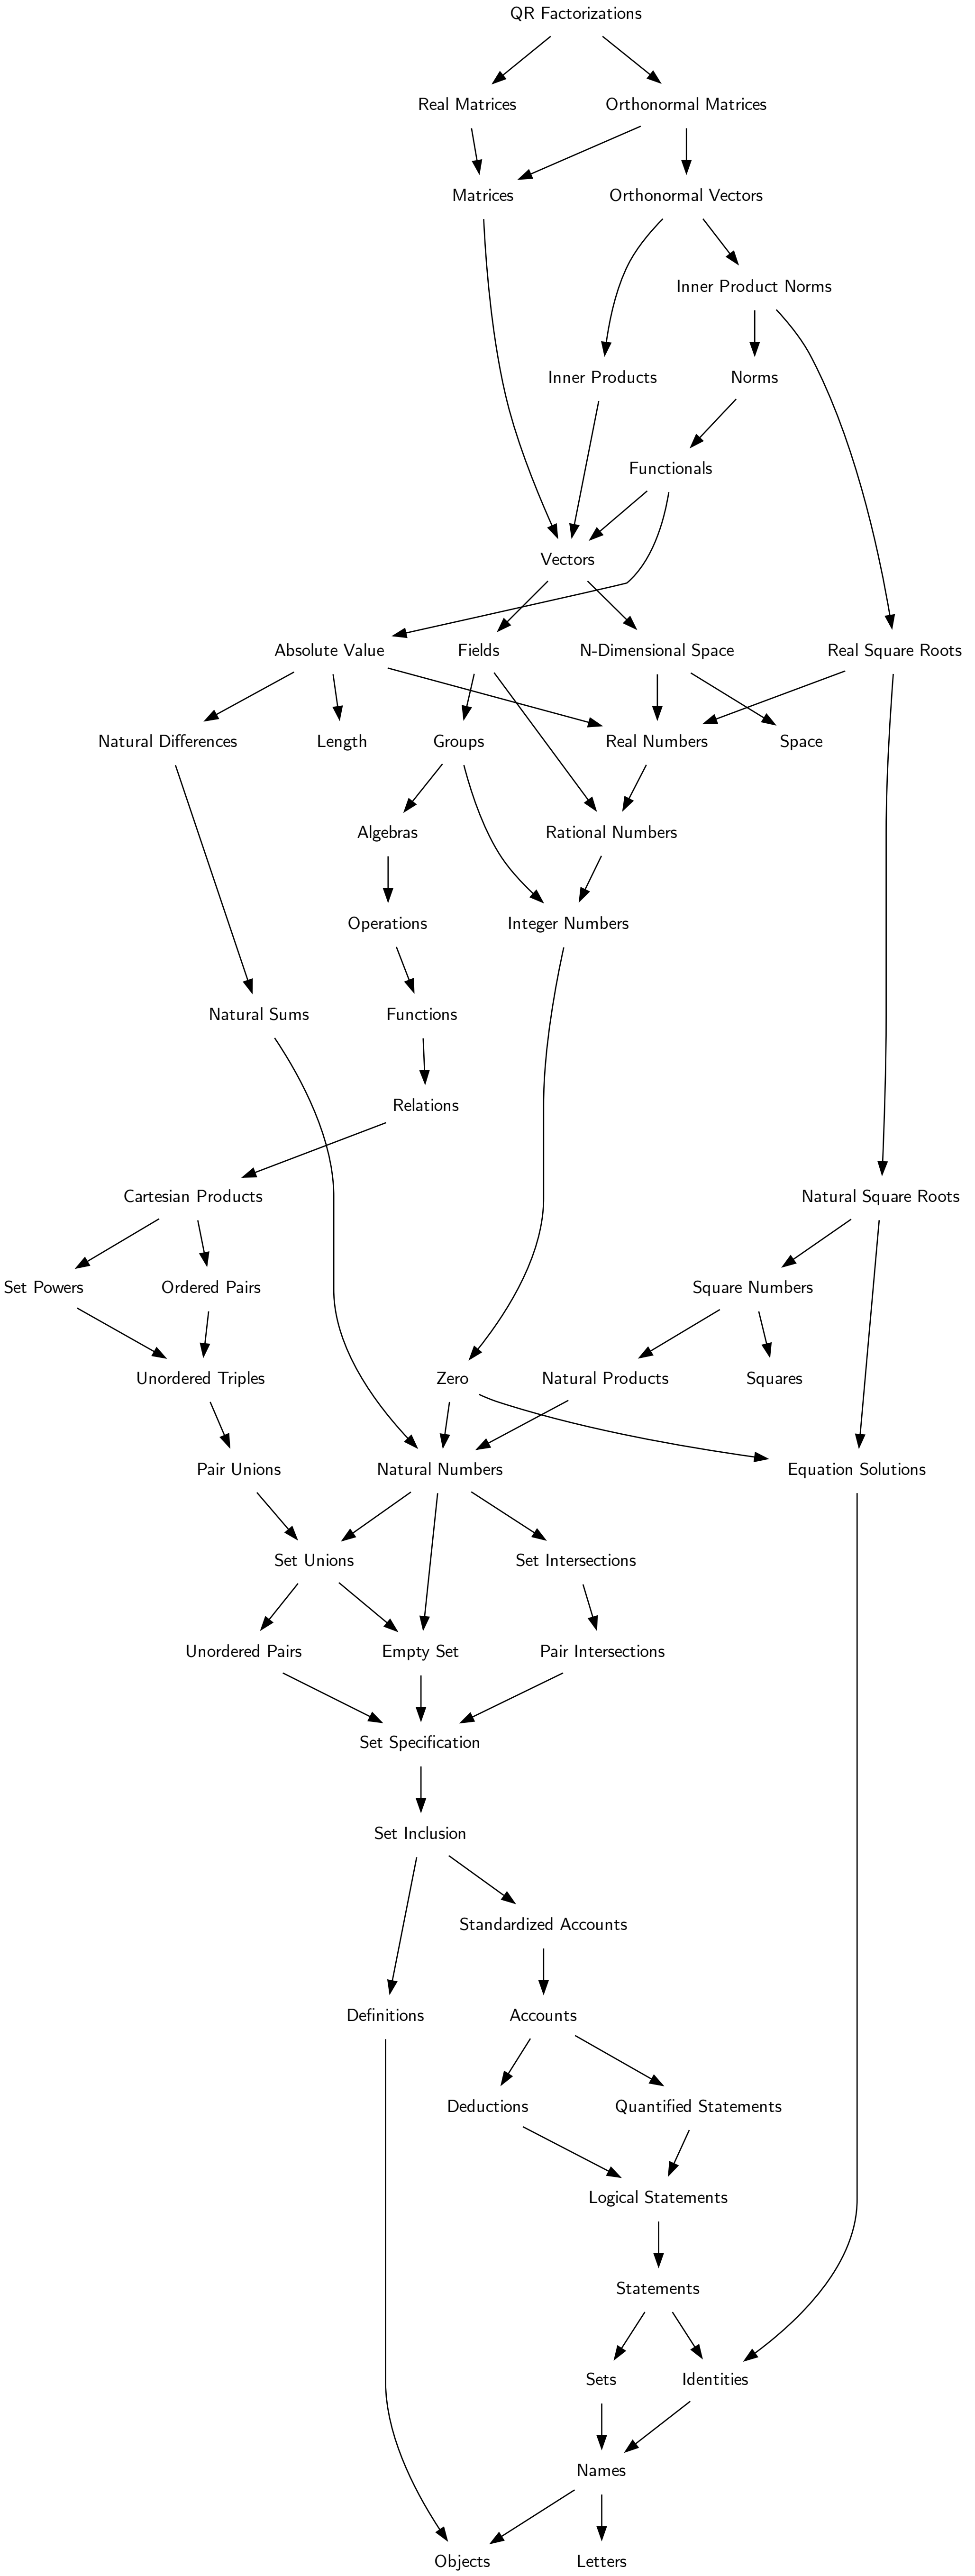 QR Factorizations
Real Matrices
Orthonormal Matrices
Matrices
Orthonormal Vectors
Inner Product Norms
Inner Products
Norms
Functionals
Vectors
Absolute Value
Fields
N-Dimensional Space
Real Square Roots
Natural Differences
Length
Groups
Real Numbers
Space
Algebras
Rational Numbers
Operations
Integer Numbers
Natural Sums
Functions
Relations
Cartesian Products
Natural Square Roots
Set Powers
Ordered Pairs
Square Numbers
Unordered Triples
Zero
Natural Products
Squares
Pair Unions
Natural Numbers
Equation Solutions
Set Unions
Set Intersections
Unordered Pairs
Empty Set
Pair Intersections
Set Specification
Set Inclusion
Standardized Accounts
Definitions
Accounts
Deductions
Quantified Statements
Logical Statements
Statements
Sets
Identities
Names
Objects
Letters